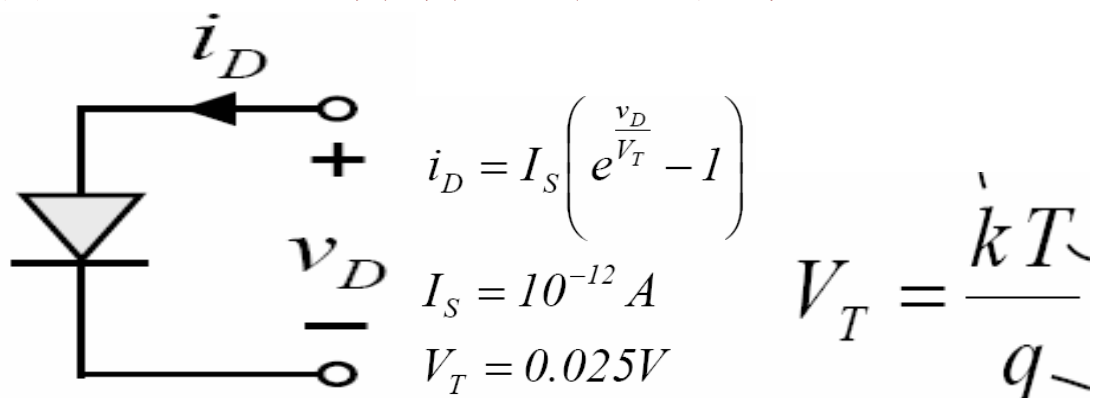 i_D
+
v_D
−
i_D = I_S ( e^{v_D / V_T} − 1 )
I_S = 10^{−12} A
V_T = 0.025V
V_T = kT / q